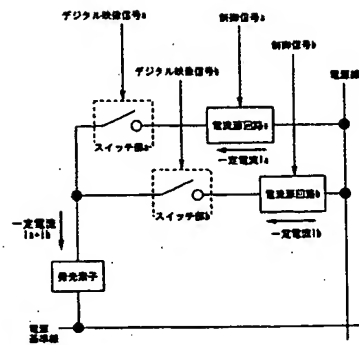 デジタル映像信号a
制御信号a
制御信号b
デジタル映像信号b
電源線
スイッチ部a
電流源回路a
一定電流Ia
スイッチ部b
電流源回路b
一定電流Ib
一定電流
Ia+Ib
発光素子
電源
基準線